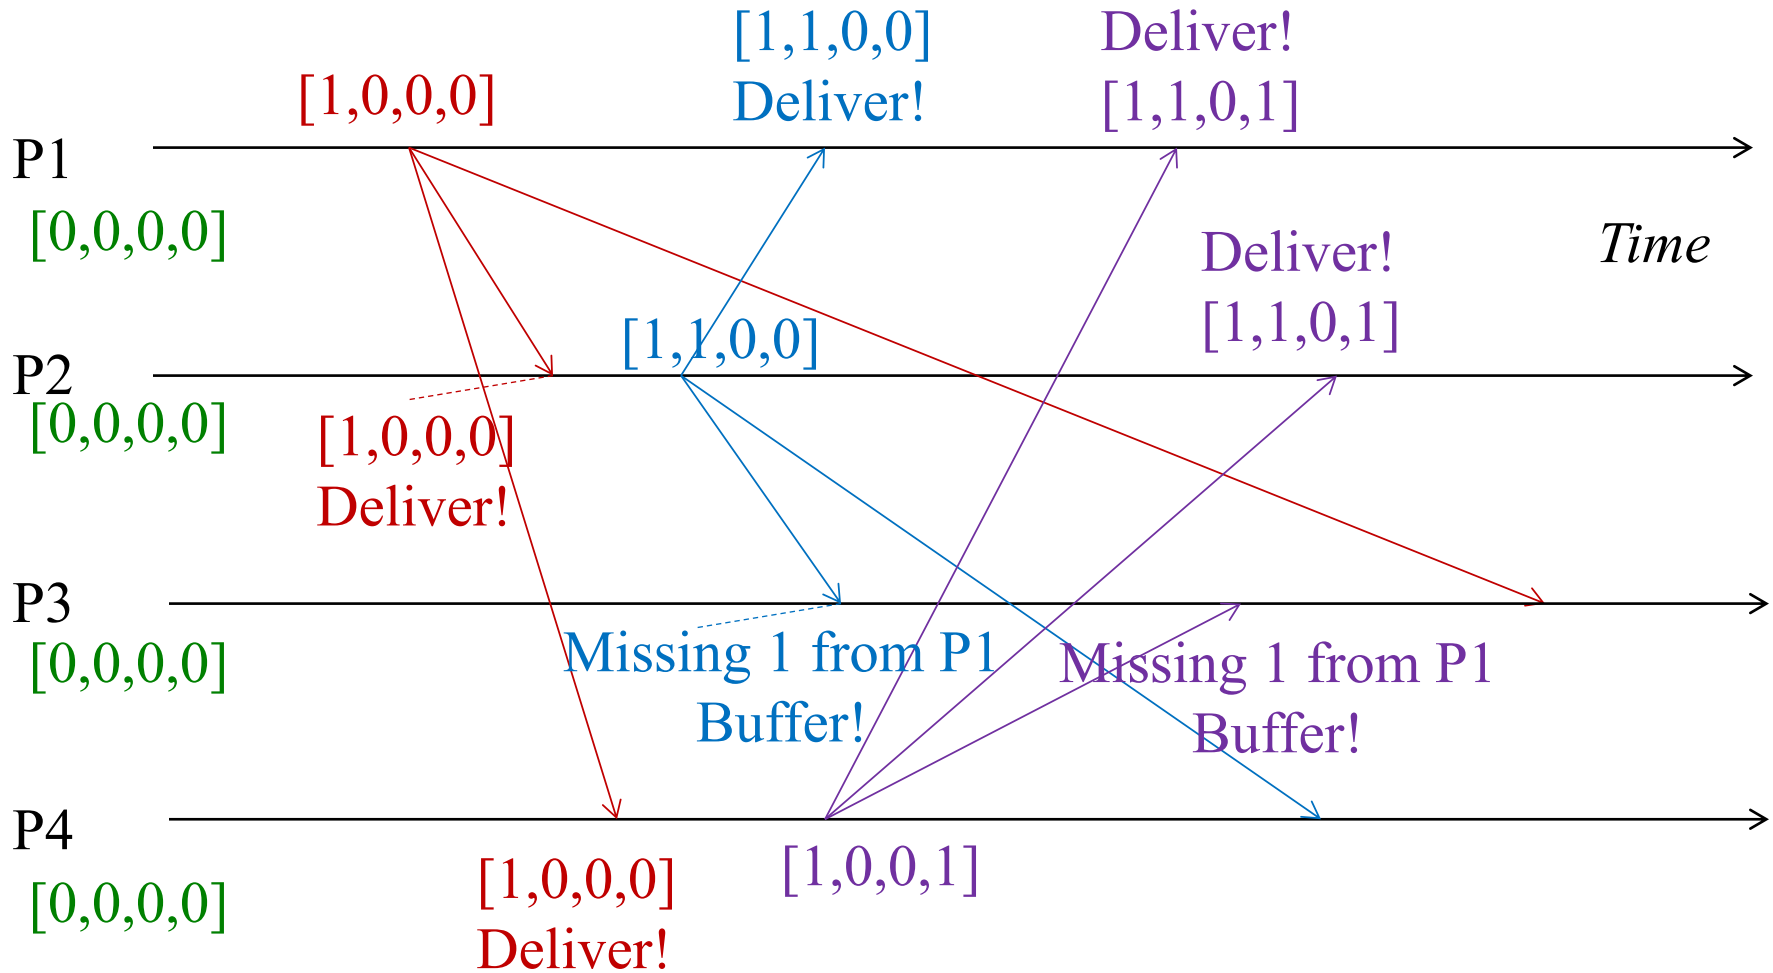 [1,1,0,0]
Deliver!
Deliver!
[1,1,0,1]
[1,0,0,0]
P1
[0,0,0,0]
Time
Deliver!
[1,1,0,1]
[1,1,0,0]
P2
[0,0,0,0]
[1,0,0,0]
Deliver!
P3
[0,0,0,0]
Missing 1 from P1
Buffer!
Missing 1 from P1
Buffer!
P4
[0,0,0,0]
[1,0,0,0]
Deliver!
[1,0,0,1]